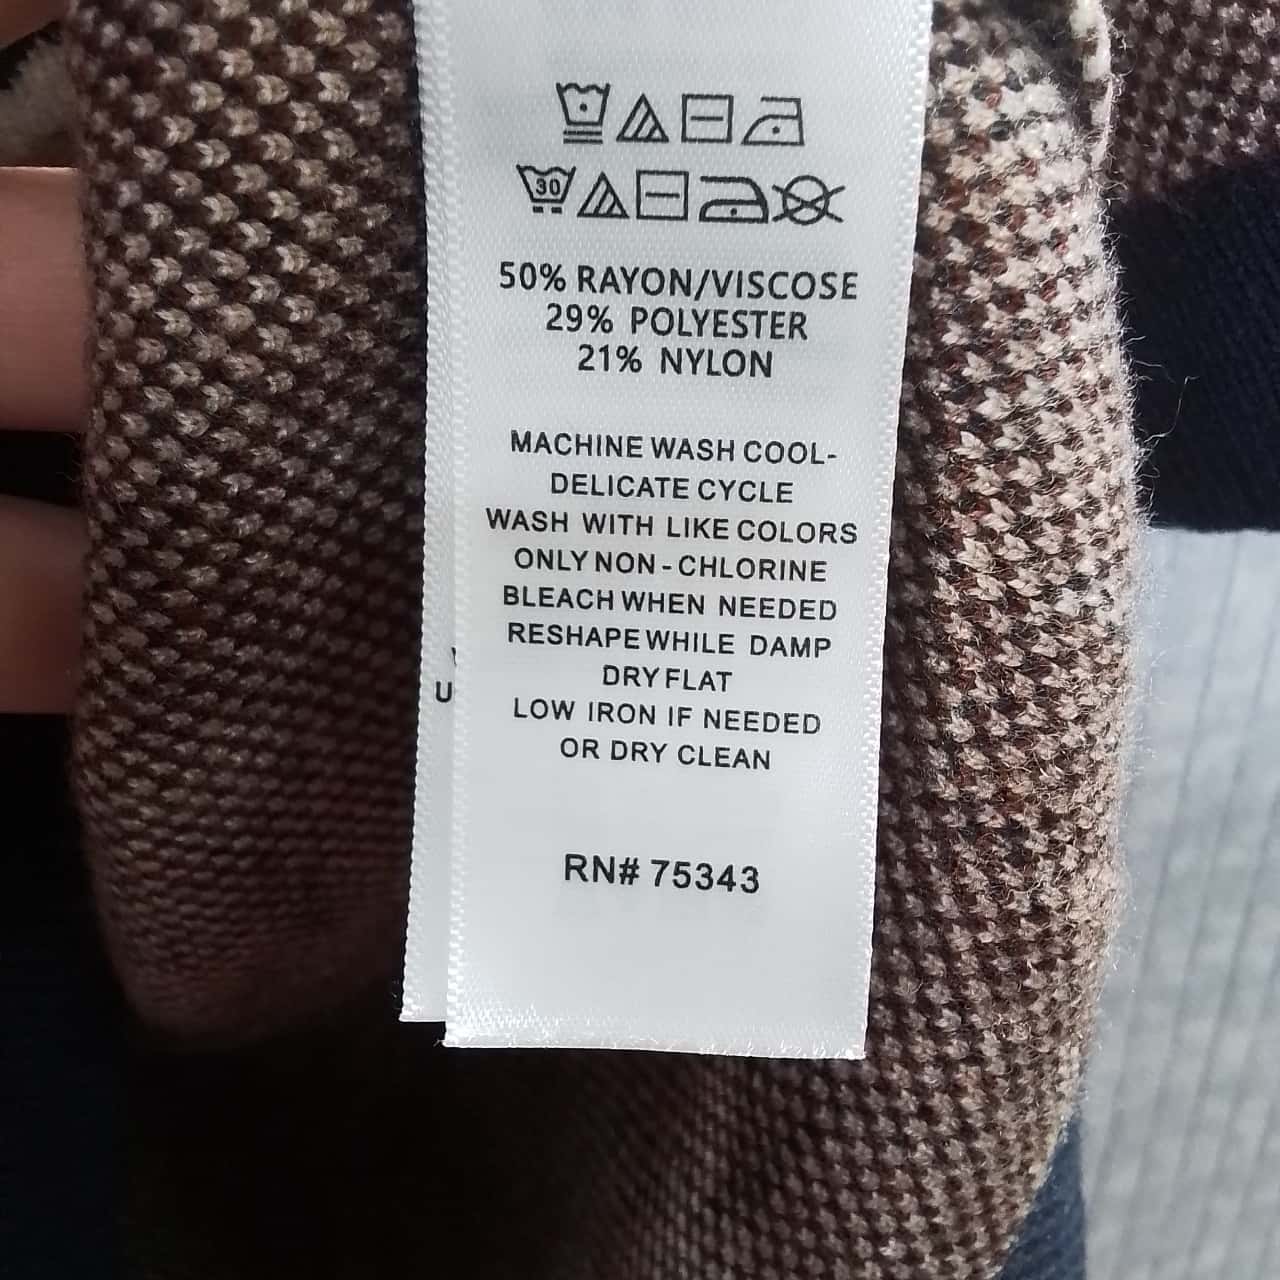 30
50% RAYON/VISCOSE
29% POLYESTER
21% NYLON
MACHINE WASH COOL-
DELICATE CYCLE
WASH WITH LIKE COLORS
ONLY NON-CHLORINE
BLEACH WHEN NEEDED
RESHAPE WHILE DAMP
DRY FLAT
LOW IRON IF NEEDED
OR DRY CLEAN
U
RN# 75343